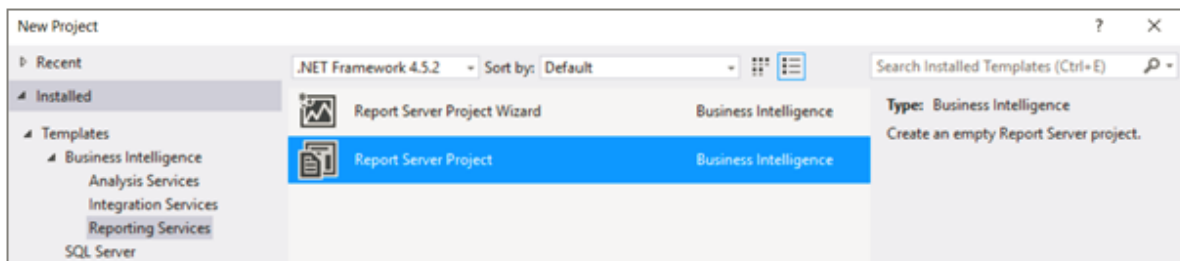 New Project
?
Recent
.NET Framework 4.5.2
Sort by: Default
Search Installed Templates (Ctrl+E)
Installed
Report Server Project Wizard
Business Intelligence
Type: Business Intelligence
Templates
Create an empty Report Server project.
Business Intelligence
Report Server Project
Business Intelligence
Analysis Services
Integration Services
Reporting Services
SQL Server